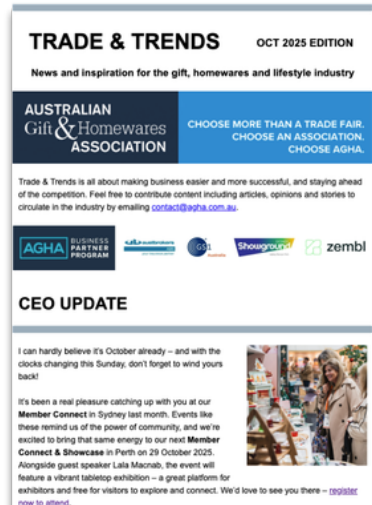 TRADE & TRENDS
OCT 2025 EDITION
News and inspiration for the gift, homewares and lifestyle industry
AUSTRALIAN
Gift & Homewares
ASSOCIATION
CHOOSE MORE THAN A TRADE FAIR.
CHOOSE AN ASSOCIATION.
CHOOSE AGHA.
Trade & Trends is all about making business easier and more successful, and staying ahead
of the competition. Feel free to contribute content including articles, opinions and stories to
circulate in the industry by emailing contact@agha.com.au.
AGHA
BUSINESS
PARTNER
PROGRAM
GS1
Australia
Showground
zembl
CEO UPDATE
I can hardly believe it's October already – and with the
clocks changing this Sunday, don't forget to wind yours
back!
It's been a real pleasure catching up with you at our
Member Connect in Sydney last month. Events like
these remind us of the power of community, and we're
excited to bring that same energy to our next Member
Connect & Showcase in Perth on 29 October 2025.
Alongside guest speaker Lala Macnab, the event will
feature a vibrant tabletop exhibition – a great platform for
exhibitors and free for visitors to explore and connect. We'd love to see you there – register
now to attend.